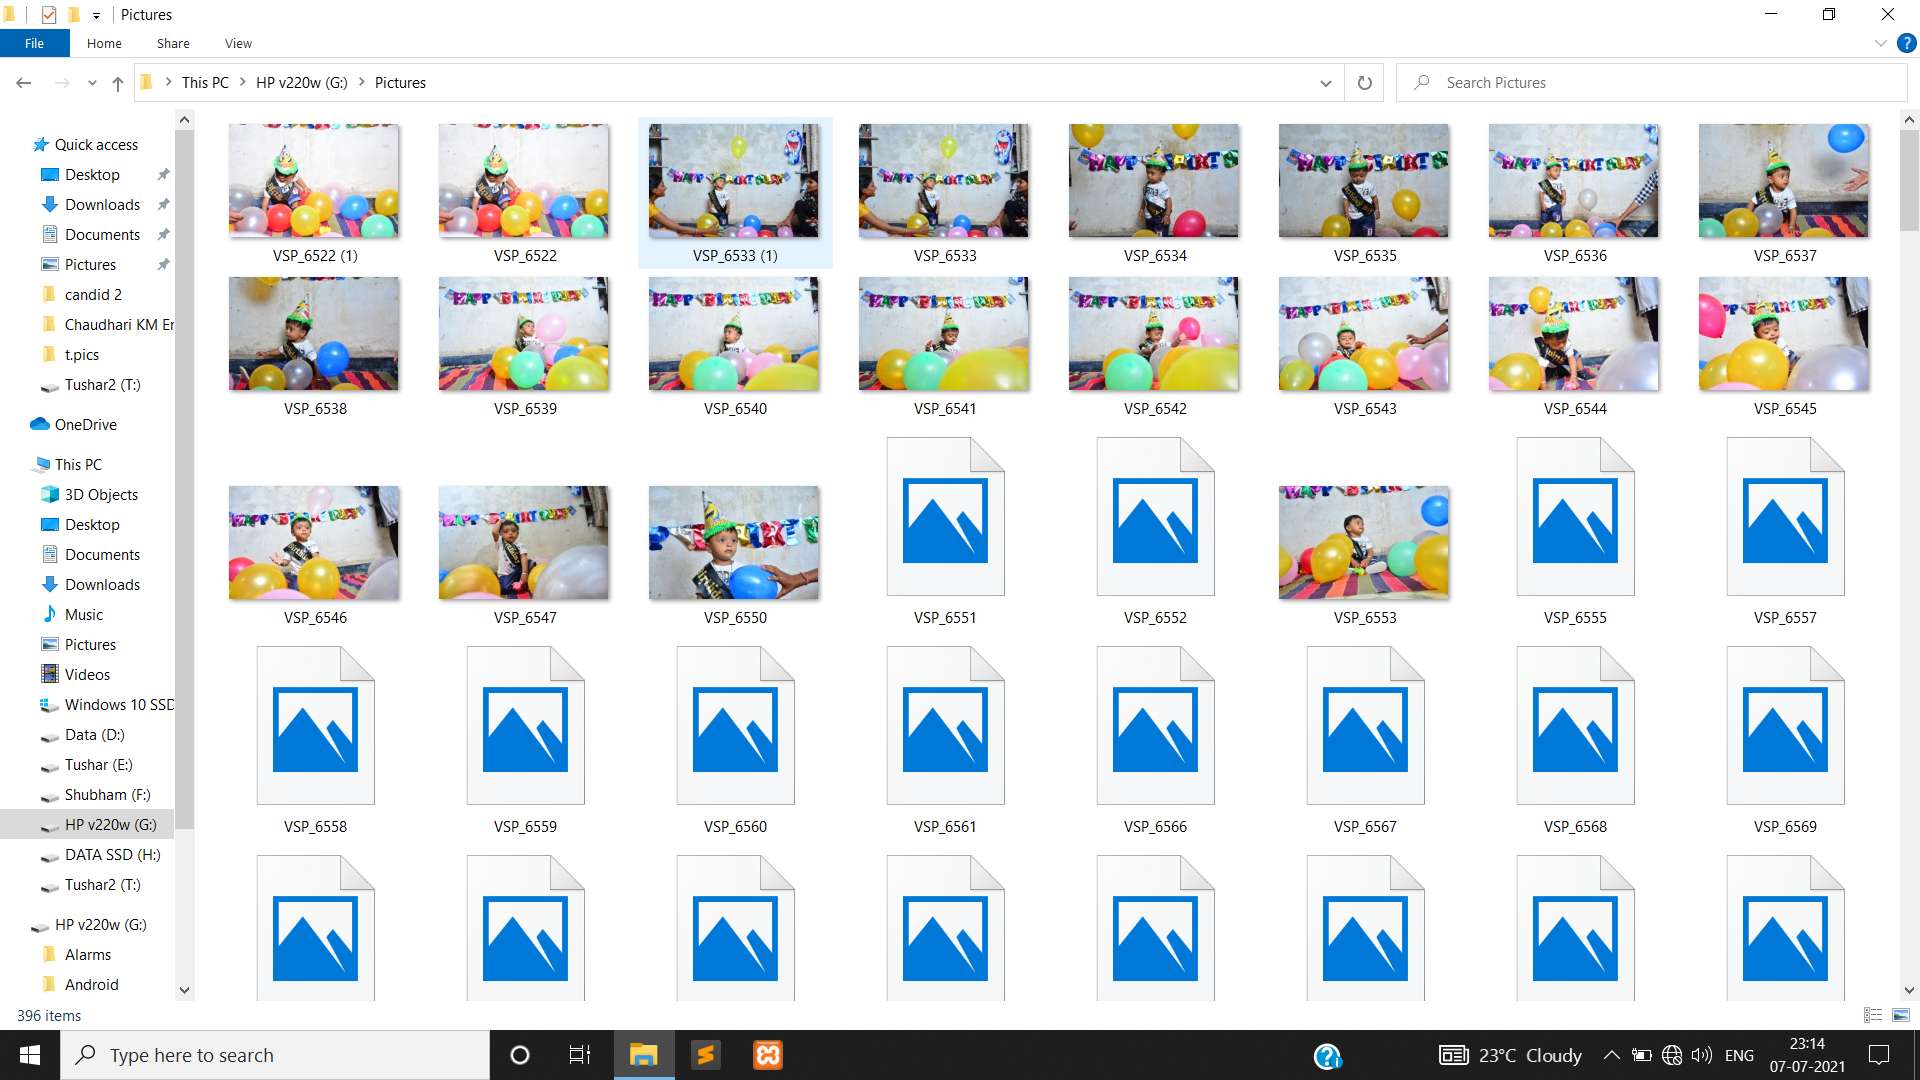 Pictures
File Home Share View
This PC HP v220w (G:) Pictures
Search Pictures
Quick access
Desktop
Downloads
Documents
Pictures
candid 2
Chaudhari KM Er
t.pics
Tushar2 (T:)
OneDrive
This PC
3D Objects
Desktop
Documents
Downloads
Music
Pictures
Videos
Windows 10 SSD
Data (D:)
Tushar (E:)
Shubham (F:)
HP v220w (G:)
DATA SSD (H:)
Tushar2 (T:)
HP v220w (G:)
Alarms
Android
VSP_6522 (1) VSP_6522 VSP_6533 (1) VSP_6533 VSP_6534 VSP_6535 VSP_6536 VSP_6537
VSP_6538 VSP_6539 VSP_6540 VSP_6541 VSP_6542 VSP_6543 VSP_6544 VSP_6545
VSP_6546 VSP_6547 VSP_6550 VSP_6551 VSP_6552 VSP_6553 VSP_6555 VSP_6557
VSP_6558 VSP_6559 VSP_6560 VSP_6561 VSP_6566 VSP_6567 VSP_6568 VSP_6569
396 items
Type here to search
23°C Cloudy
ENG
23:14
07-07-2021